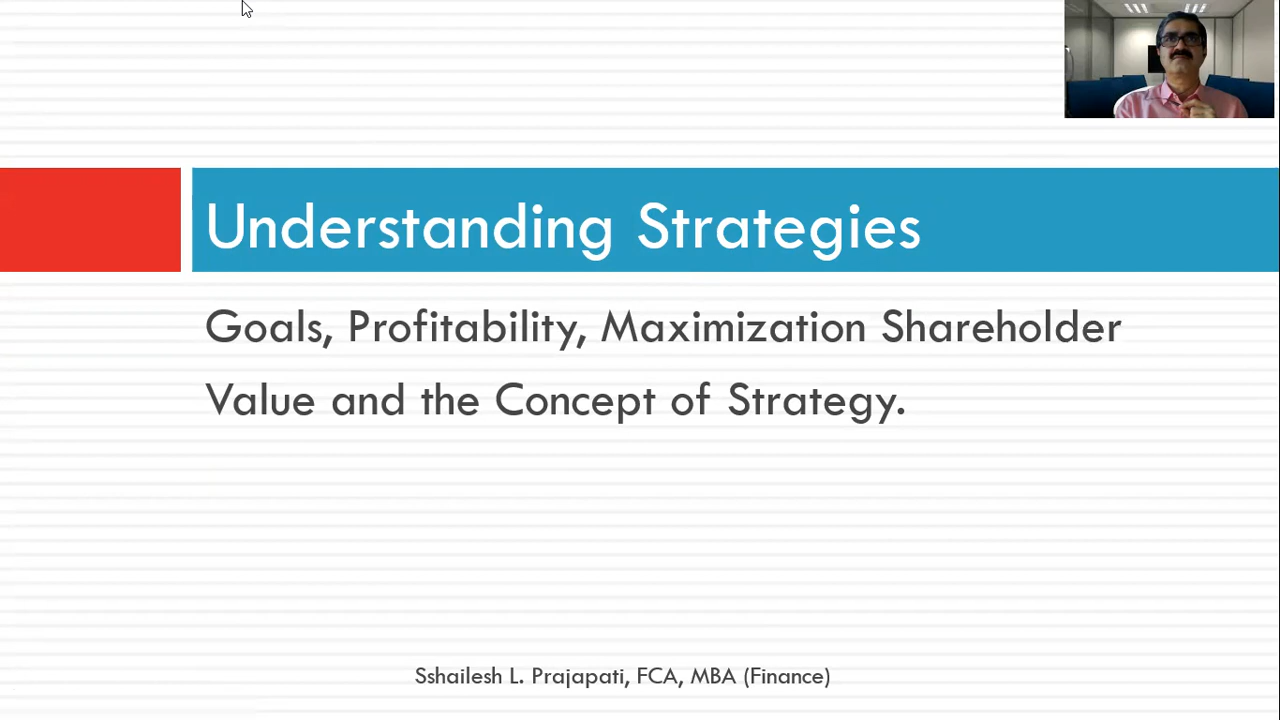 Understanding Strategies
Goals, Profitability, Maximization Shareholder
Value and the Concept of Strategy.
Sshailesh L. Prajapati, FCA, MBA (Finance)